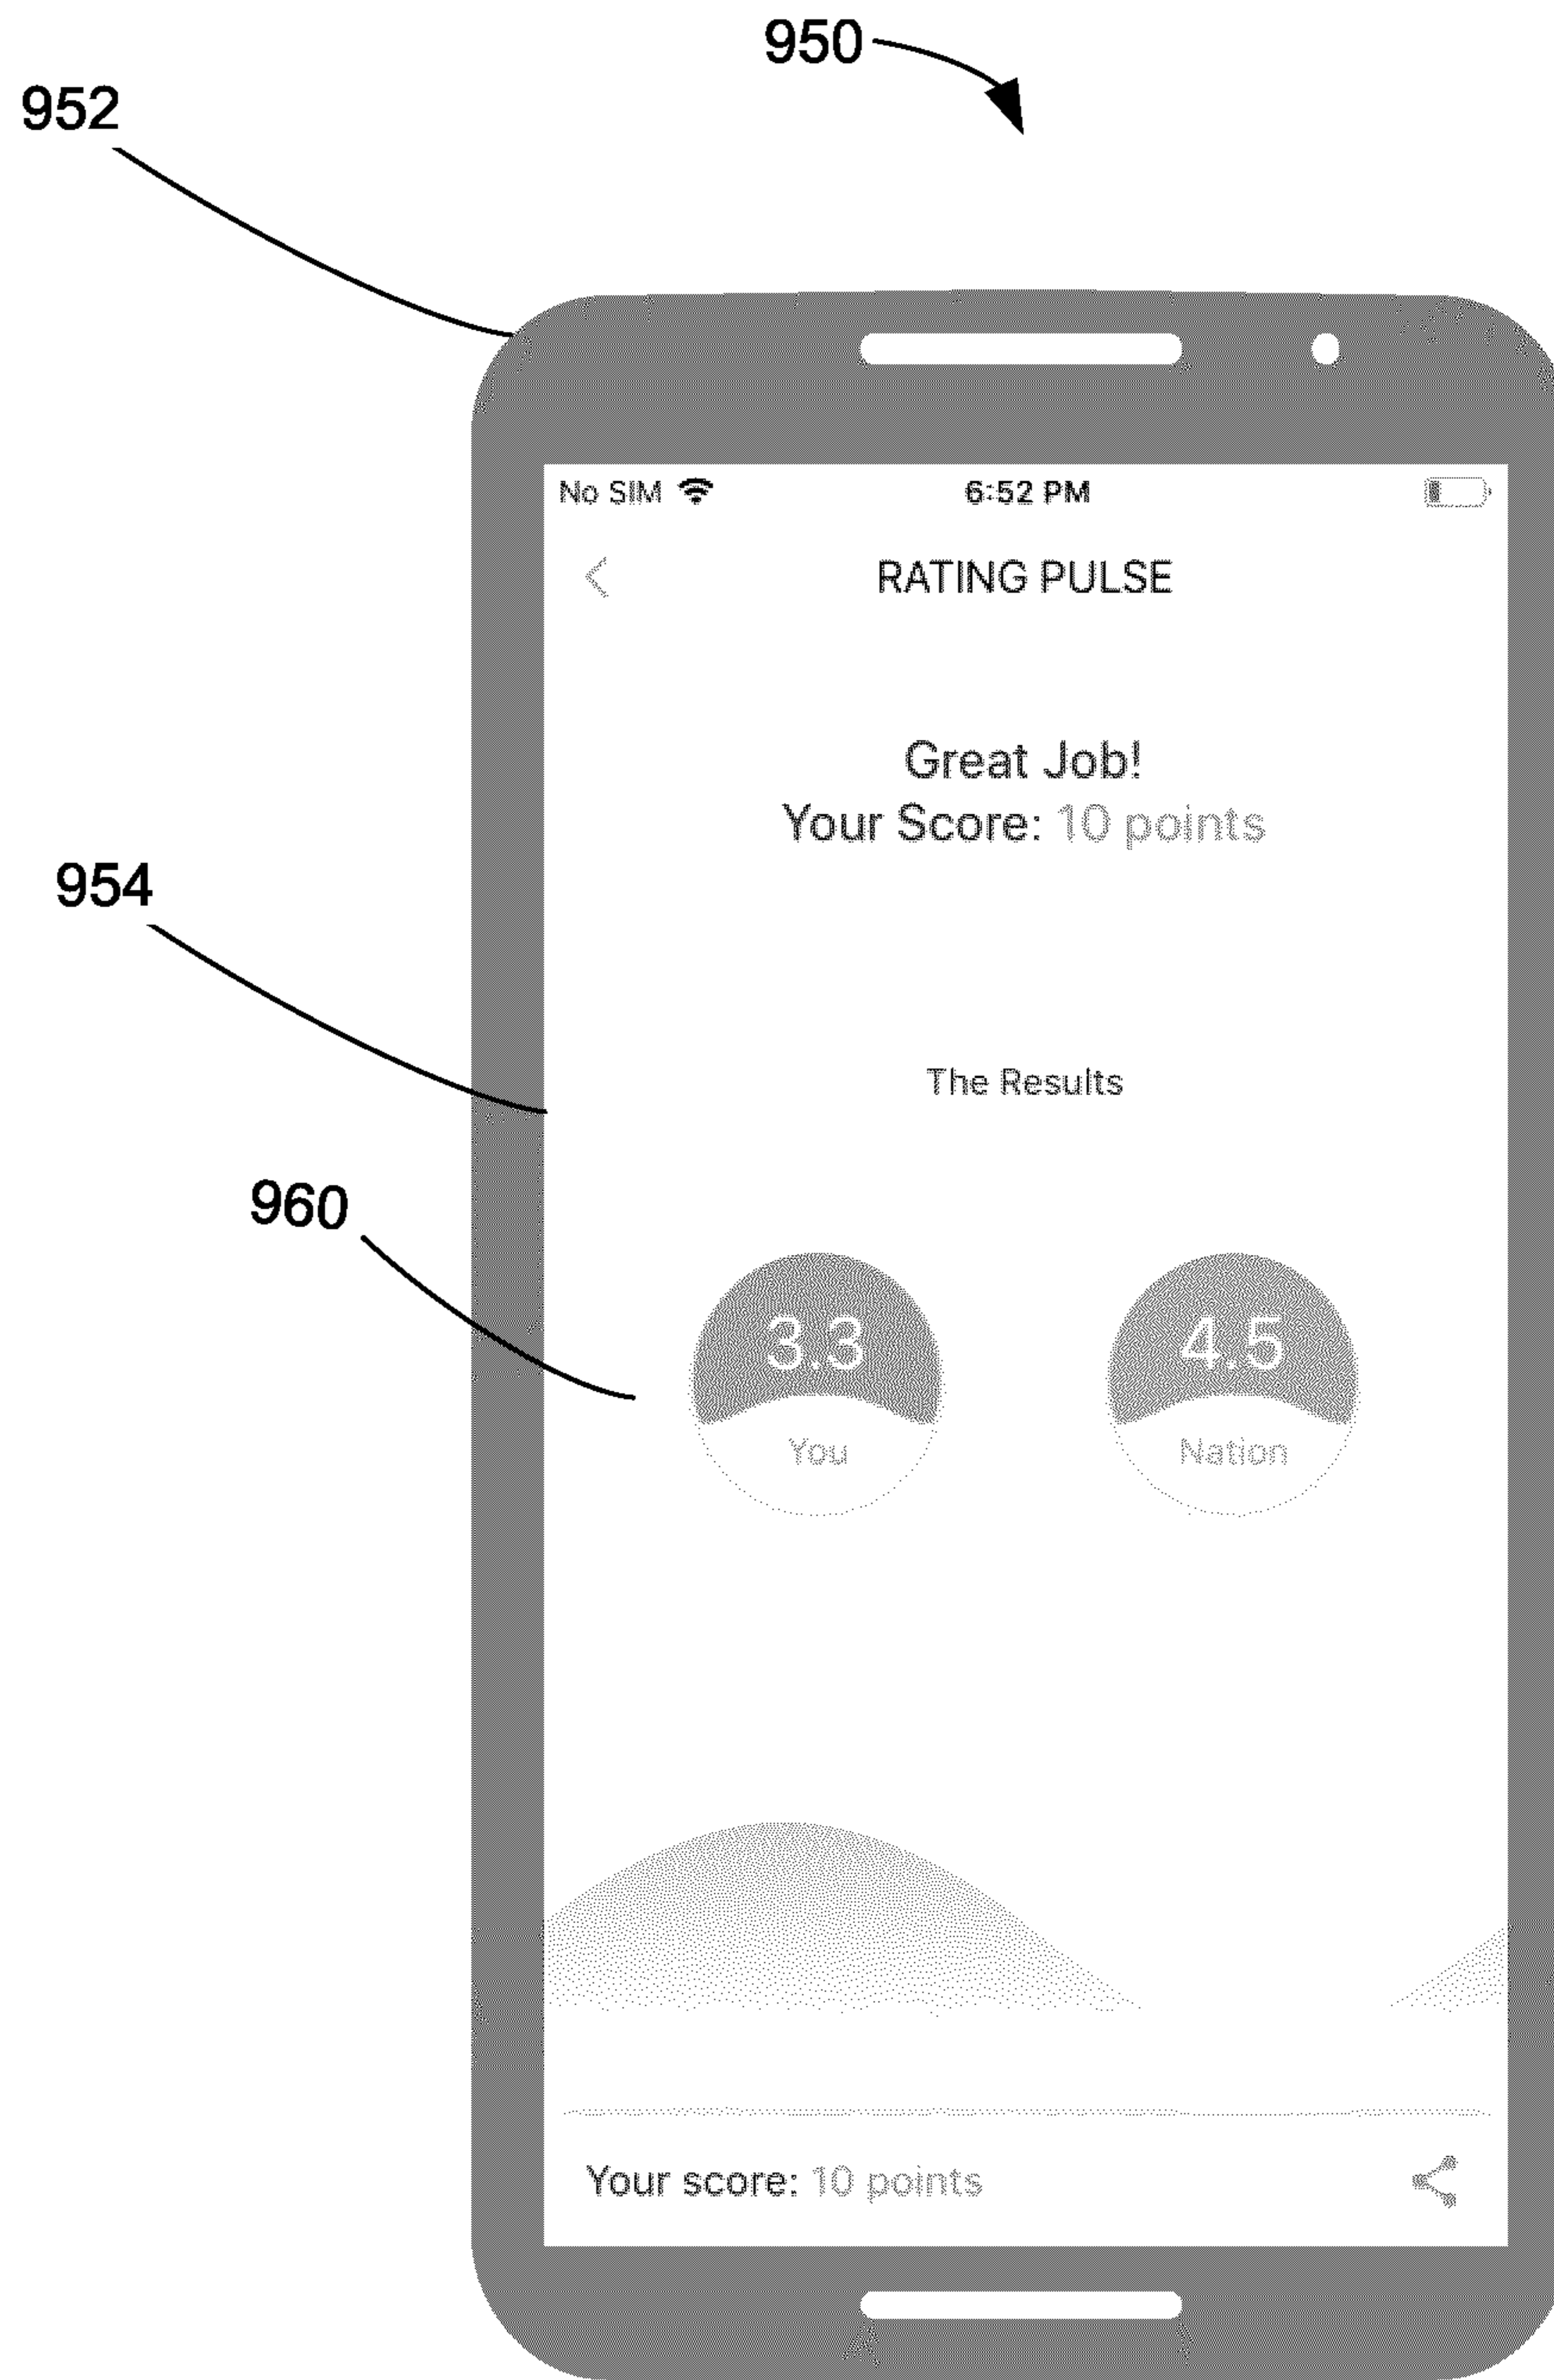 950
952
No SIM 6:52 PM
RATING PULSE
Great Job!
Your Score: 10 points
954
The Results
960
3.3 4.5
You Nation
Your score: 10 points